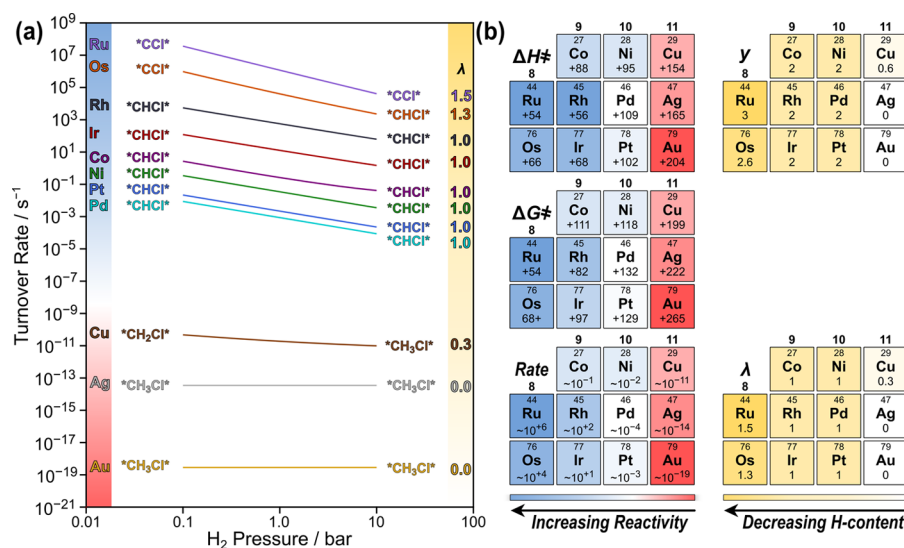 (a)
Turnover Rate / s⁻¹
10⁹
10⁷
10⁵
10³
10¹
10⁻¹
10⁻³
10⁻⁵
10⁻⁷
10⁻⁹
10⁻¹¹
10⁻¹³
10⁻¹⁵
10⁻¹⁷
10⁻¹⁹
10⁻²¹
λ
Ru *CCl* *CCl* 1.5
Os *CCl* *CHCl* 1.3
Rh *CHCl* *CHCl* 1.0
Ir *CHCl* *CHCl* 1.0
Co *CHCl* *CHCl* 1.0
Ni *CHCl* *CHCl* 1.0
Pt *CHCl* *CHCl* 1.0
Pd *CHCl* *CHCl* 1.0
Cu *CH₂Cl* *CH₃Cl* 0.3
Ag *CH₃Cl* *CH₃Cl* 0.0
Au *CH₃Cl* *CH₃Cl* 0.0
0.01 0.1 1.0 10 100
H₂ Pressure / bar
(b)
9 10 11
ΔH‡
8
27 28 29
Co Ni Cu
+88 +95 +154
44 45 46 47
Ru Rh Pd Ag
+54 +56 +109 +165
76 77 78 79
Os Ir Pt Au
+66 +68 +102 +204
9 10 11
y
8
27 28 29
Co Ni Cu
2 2 0.6
44 45 46 47
Ru Rh Pd Ag
3 2 2 0
76 77 78 79
Os Ir Pt Au
2.6 2 2 0
ΔG‡
8
27 28 29
Co Ni Cu
+111 +118 +199
44 45 46 47
Ru Rh Pd Ag
+54 +82 +132 +222
76 77 78 79
Os Ir Pt Au
68+ +97 +129 +265
9 10 11
Rate
8
27 28 29
Co Ni Cu
~10⁻¹ ~10⁻² ~10⁻¹¹
44 45 46 47
Ru Rh Pd Ag
~10⁺⁶ ~10⁺² ~10⁻⁴ ~10⁻¹⁴
76 77 78 79
Os Ir Pt Au
~10⁺⁴ ~10⁺¹ ~10⁻³ ~10⁻¹⁹
Increasing Reactivity
9 10 11
λ
8
27 28 29
Co Ni Cu
1 1 0.3
44 45 46 47
Ru Rh Pd Ag
1.5 1 1 0
76 77 78 79
Os Ir Pt Au
1.3 1 1 0
Decreasing H-content